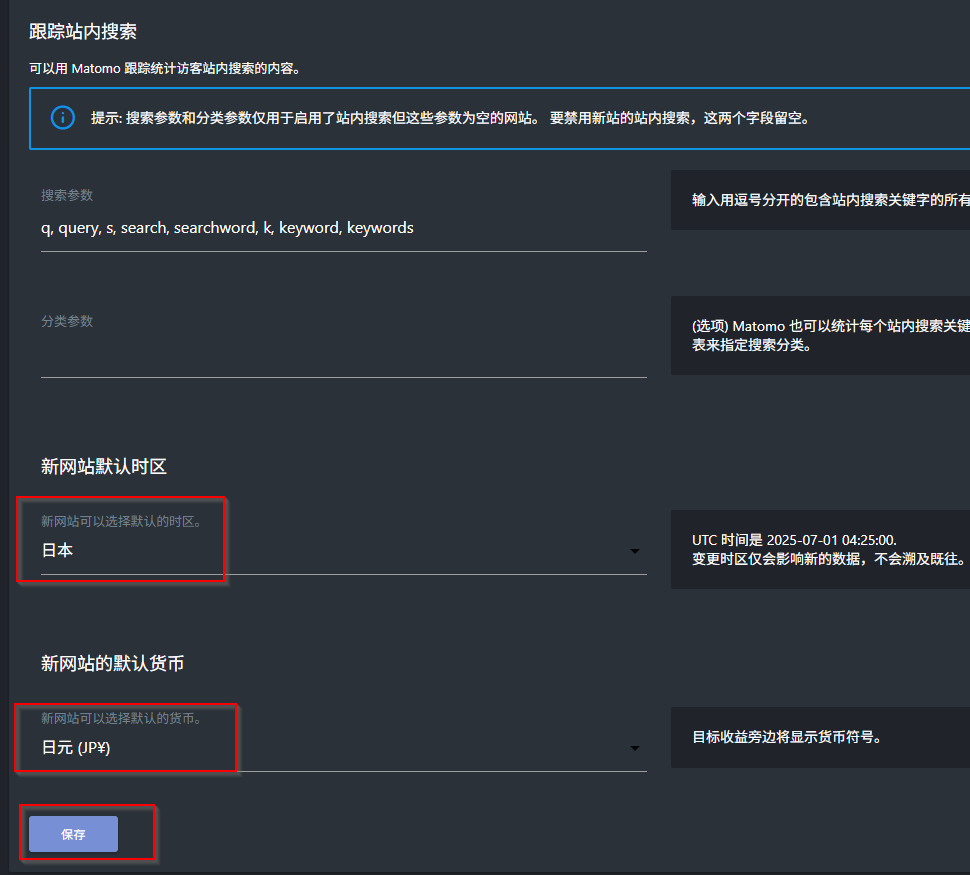 跟踪站内搜索
可以用 Matomo 跟踪统计访客站内搜索的内容。
提示: 搜索参数和分类参数仅用于启用了站内搜索但这些参数为空的网站。 要禁用新站的站内搜索，这两个字段留空。
搜索参数
q, query, s, search, searchword, k, keyword, keywords
输入用逗号分开的包含站内搜索关键字的所有
分类参数
(选项) Matomo 也可以统计每个站内搜索关键
表来指定搜索分类。
新网站默认时区
新网站可以选择默认的时区。
日本
UTC 时间是 2025-07-01 04:25:00.
变更时区仅会影响新的数据，不会溯及既往。
新网站的默认货币
新网站可以选择默认的货币。
日元 (JP¥)
目标收益旁边将显示货币符号。
保存